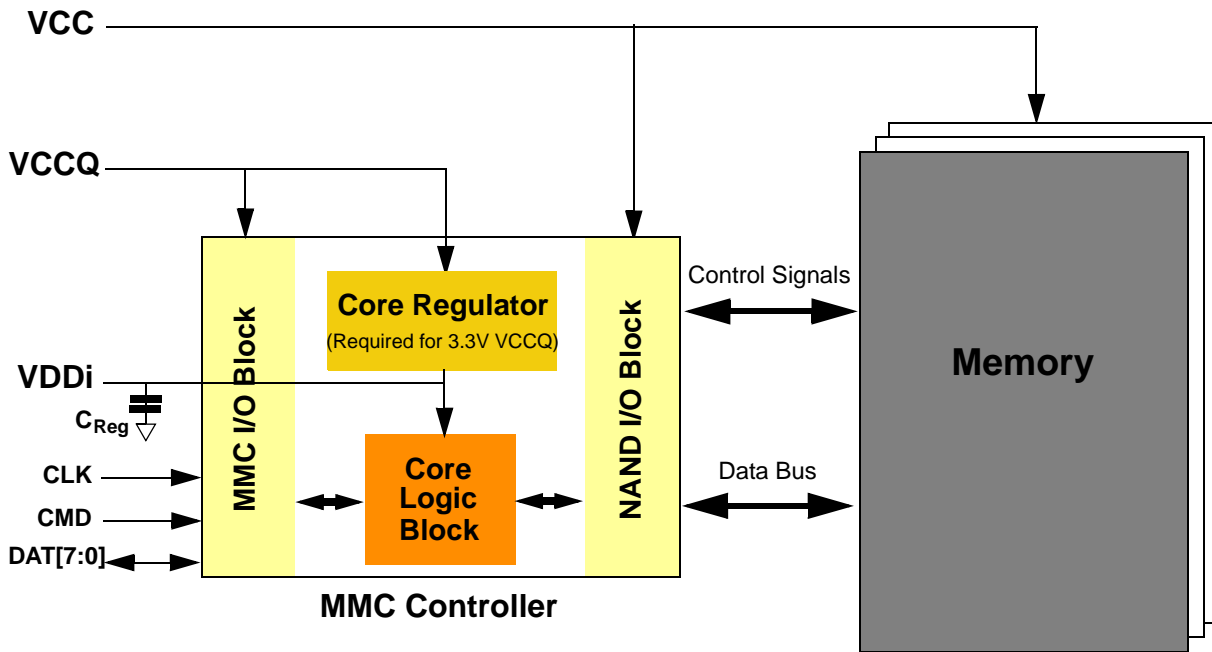 VCC
VCCQ
Control Signals
Core Regulator
(Required for 3.3V VCCQ)
MMC I/O Block
NAND I/O Block
Memory
VDDi
CReg
CLK
Core
Logic
Block
Data Bus
CMD
DAT[7:0]
MMC Controller